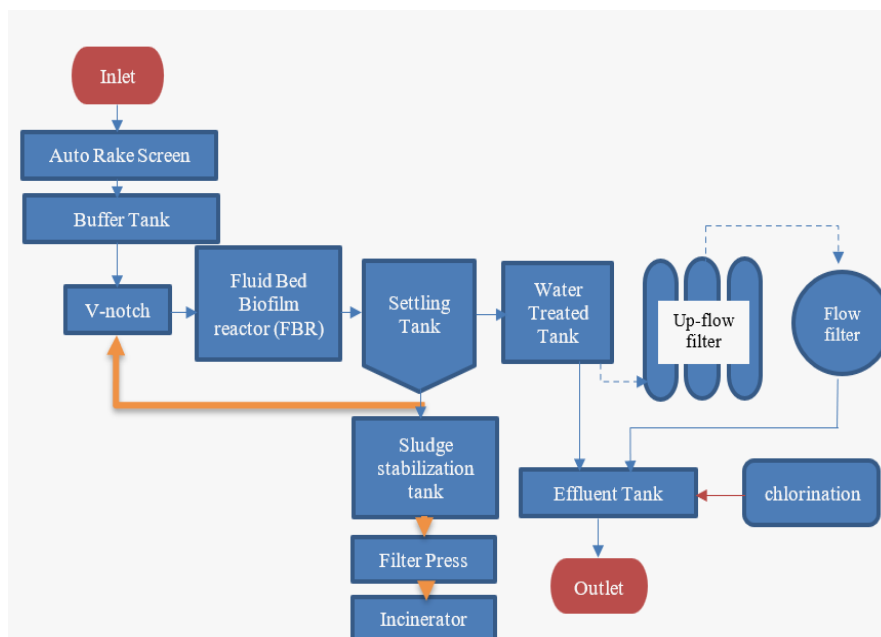 Inlet
Auto Rake Screen
Buffer Tank
V-notch
Fluid Bed
Biofilm
reactor (FBR)
Settling
Tank
Water
Treated
Tank
Up-flow
filter
Flow
filter
Sludge
stabilization
tank
Effluent Tank
chlorination
Filter Press
Outlet
Incinerator